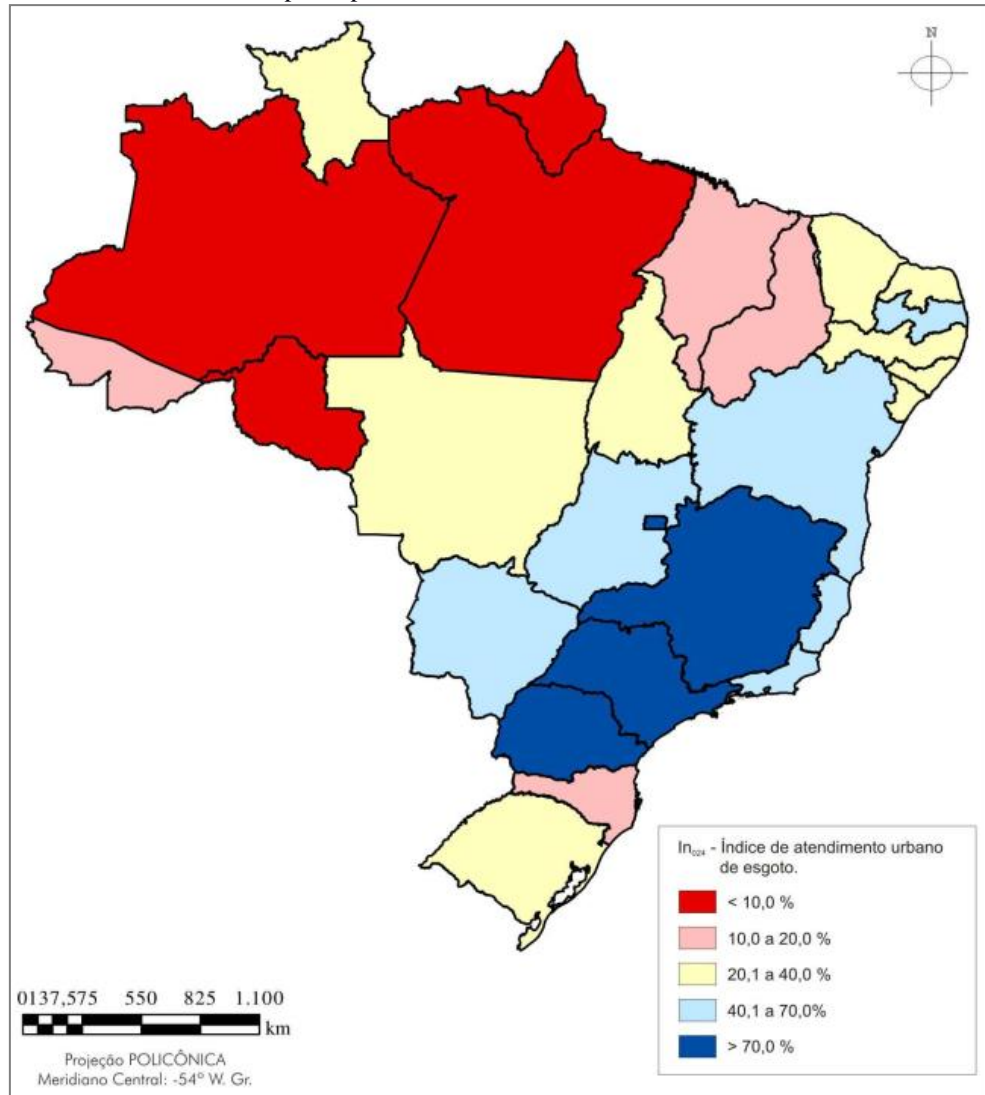 N
In024 - Índice de atendimento urbano
de esgoto.
< 10,0 %
10,0 a 20,0 %
20,1 a 40,0 %
40,1 a 70,0%
> 70,0 %
0137,575 550 825 1.100
km
Projeção POLICÔNICA
Meridiano Central: -54º W. Gr.